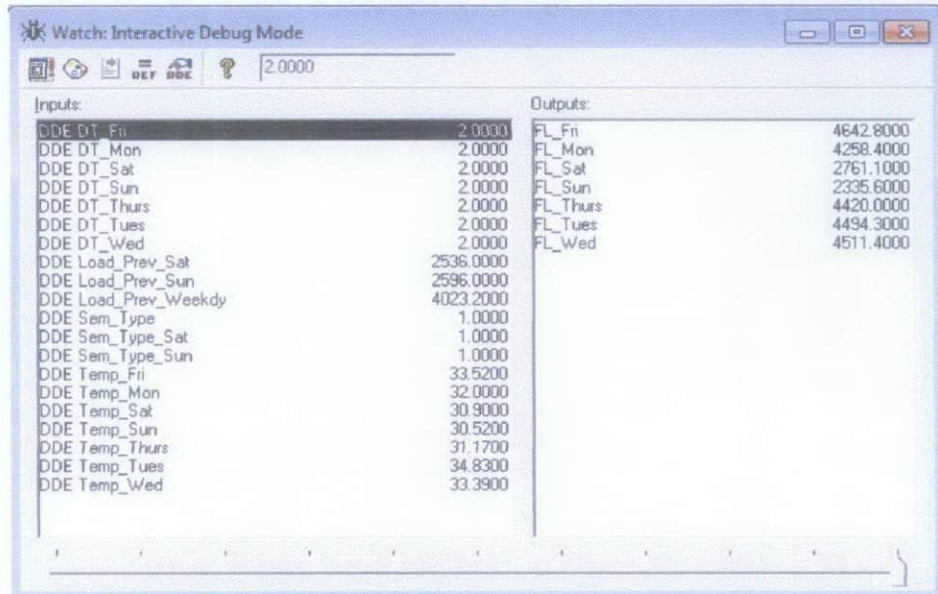 Watch: Interactive Debug Mode
DEF DDE 2.0000
Inputs:
DDE DT_Fri 2.0000
DDE DT_Mon 2.0000
DDE DT_Sat 2.0000
DDE DT_Sun 2.0000
DDE DT_Thurs 2.0000
DDE DT_Tues 2.0000
DDE DT_Wed 2.0000
DDE Load_Prev_Sat 2536.0000
DDE Load_Prev_Sun 2596.0000
DDE Load_Prev_Weekdy 4023.2000
DDE Sem_Type 1.0000
DDE Sem_Type_Sat 1.0000
DDE Sem_Type_Sun 1.0000
DDE Temp_Fri 33.5200
DDE Temp_Mon 32.0000
DDE Temp_Sat 30.9000
DDE Temp_Sun 30.5200
DDE Temp_Thurs 31.1700
DDE Temp_Tues 34.8300
DDE Temp_Wed 33.3900
Outputs:
FL_Fri 4642.8000
FL_Mon 4258.4000
FL_Sat 2761.1000
FL_Sun 2335.6000
FL_Thurs 4420.0000
FL_Tues 4494.3000
FL_Wed 4511.4000